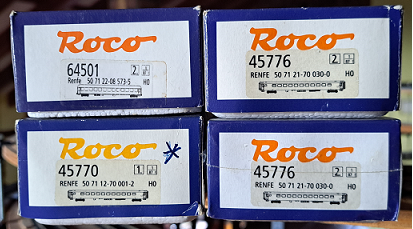 Roco
64501 2.
Renfe 50 71 22-08 573-5 H0
Roco
45776 2
RENFE 50 71 21-70 030-0 H0
Roco
45770 1.
RENFE 50 71 12-70 001-2 H0
Roco
45776 2
RENFE 50 71 21-70 030-0 H0